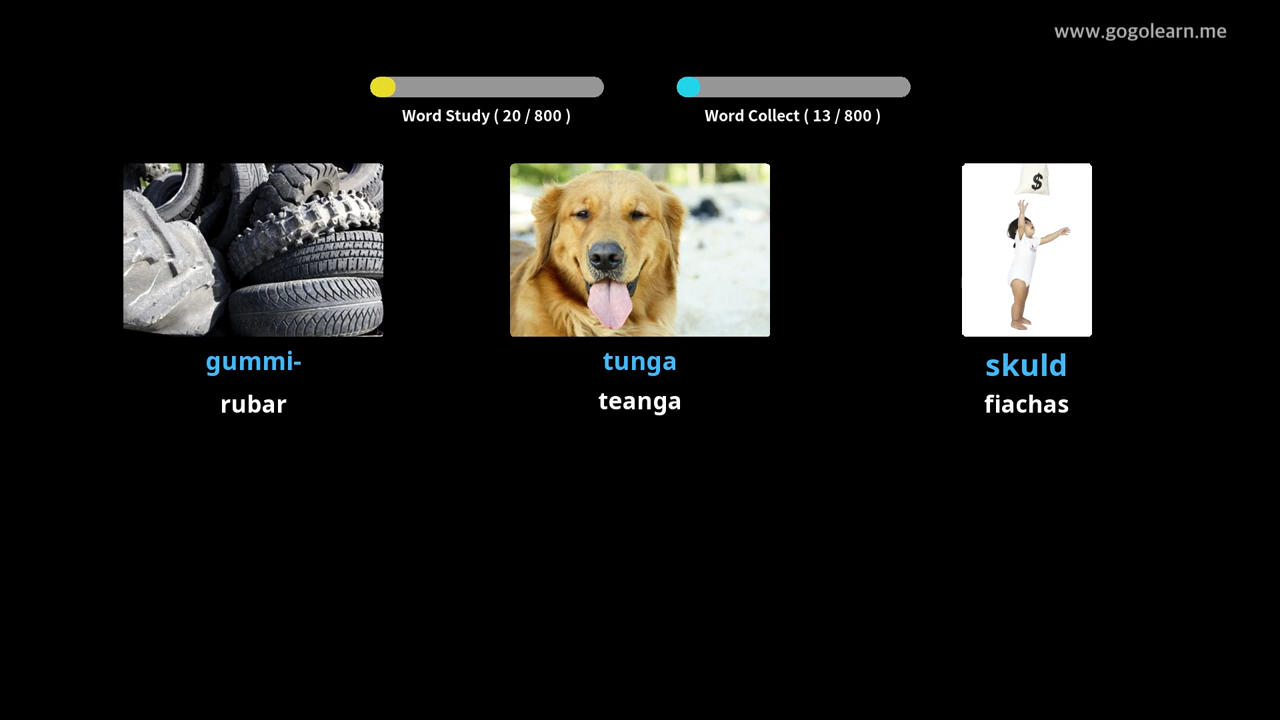 www.gogolearn.me
Word Study ( 20 / 800 )
Word Collect ( 13 / 800 )
$
gummi-
rubar
tunga
teanga
skuld
fiachas